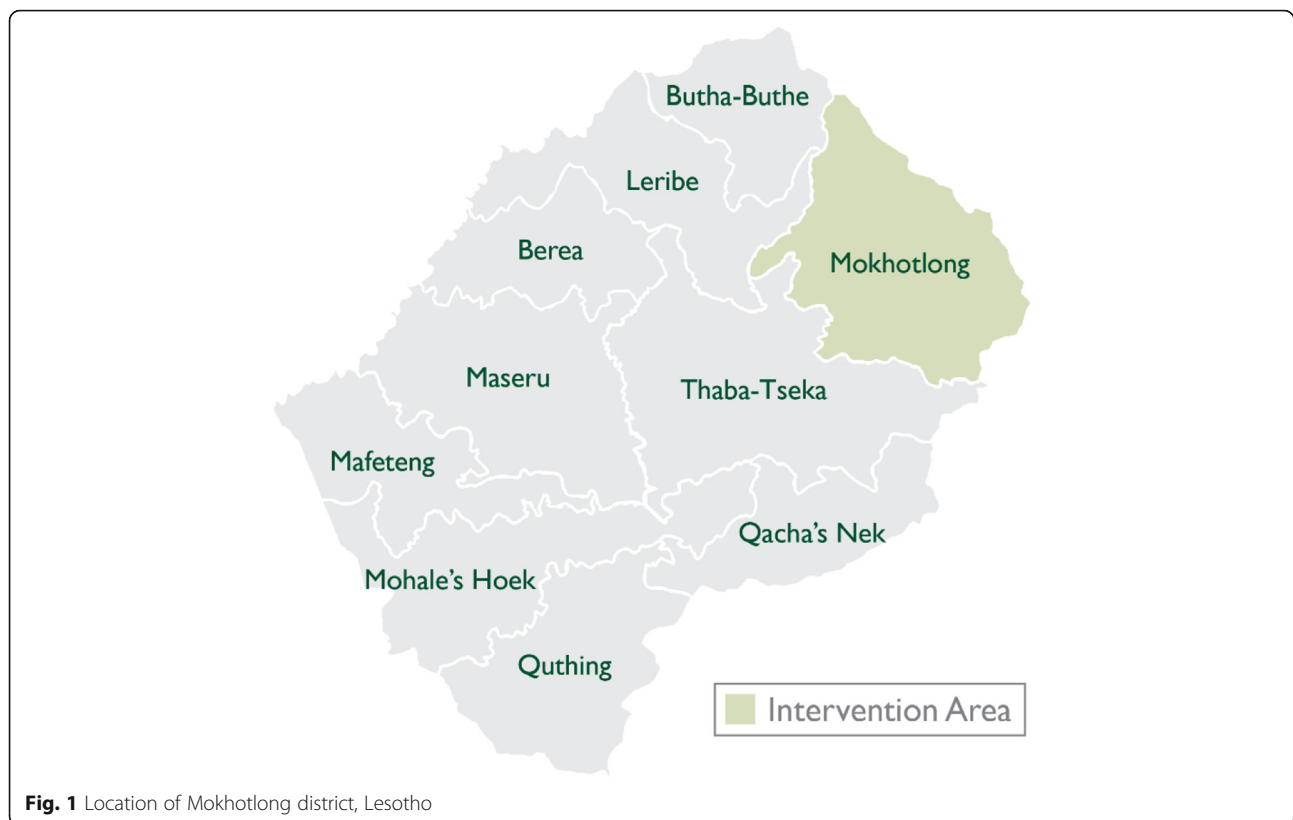 Butha-Buthe
Leribe
Berea
Mokhotlong
Maseru
Thaba-Tseka
Mafeteng
Qacha’s Nek
Mohale’s Hoek
Quthing
Intervention Area
Fig. 1 Location of Mokhotlong district, Lesotho